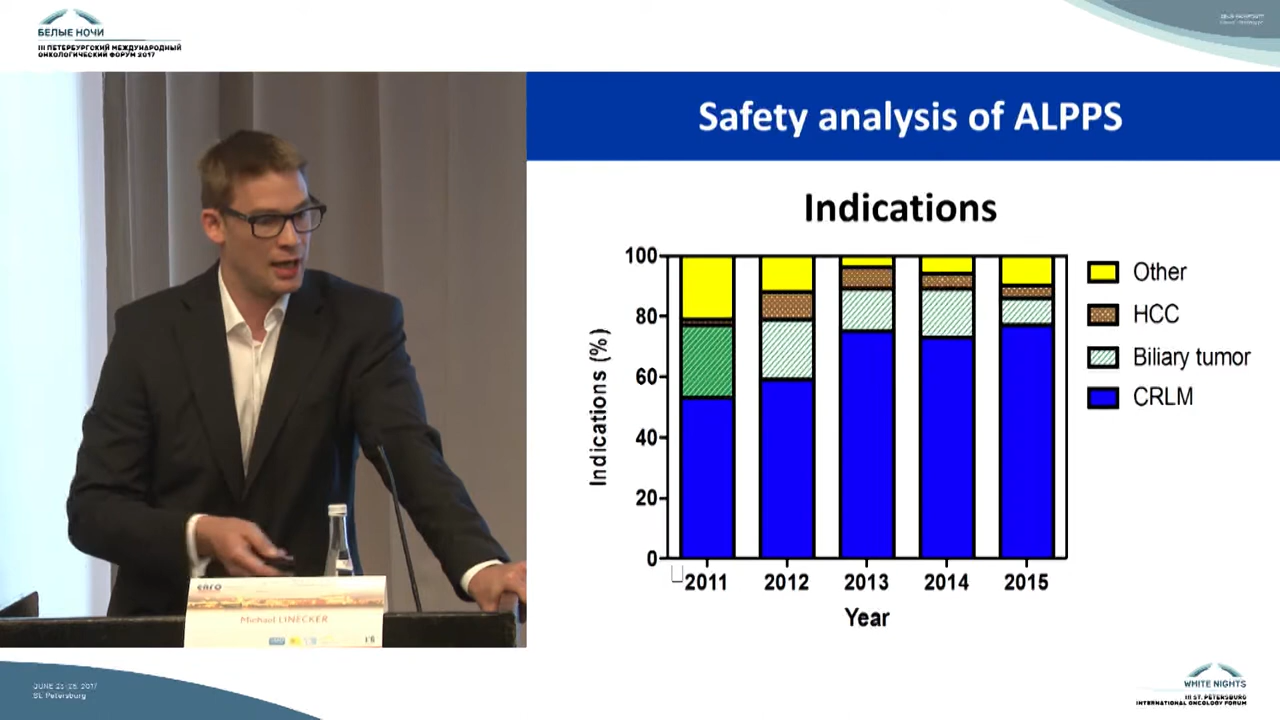 БЕЛЫЕ НОЧИ
III ПЕТЕРБУРГСКИЙ МЕЖДУНАРОДНЫЙ
ОНКОЛОГИЧЕСКИЙ ФОРУМ 2017
Safety analysis of ALPPS
Indications
Indications (%)
100
80
60
40
20
0
2011 2012 2013 2014 2015
Year
Other
HCC
Biliary tumor
CRLM
Michael LINECKER
St. Petersburg
WHITE NIGHTS
III ST. PETERSBURG
INTERNATIONAL ONCOLOGY FORUM